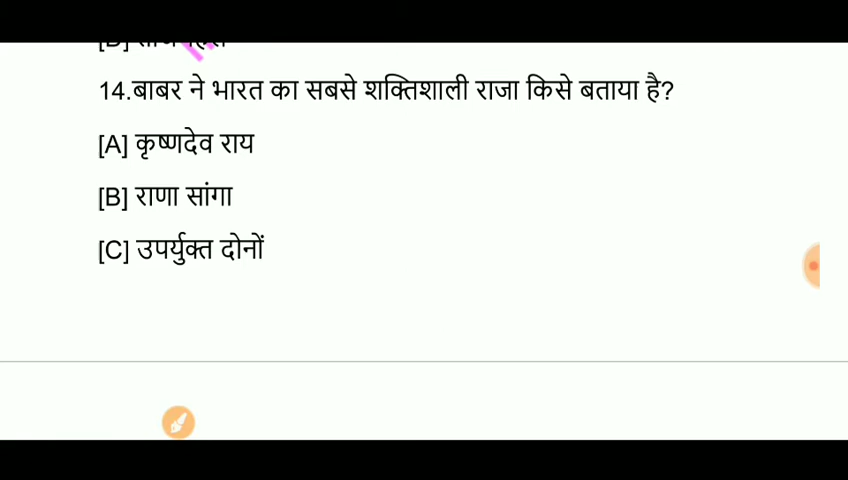 [D]
14.बाबर ने भारत का सबसे शक्तिशाली राजा किसे बताया है?
[A] कृष्णदेव राय
[B] राणा सांगा
[C] उपर्युक्त दोनों